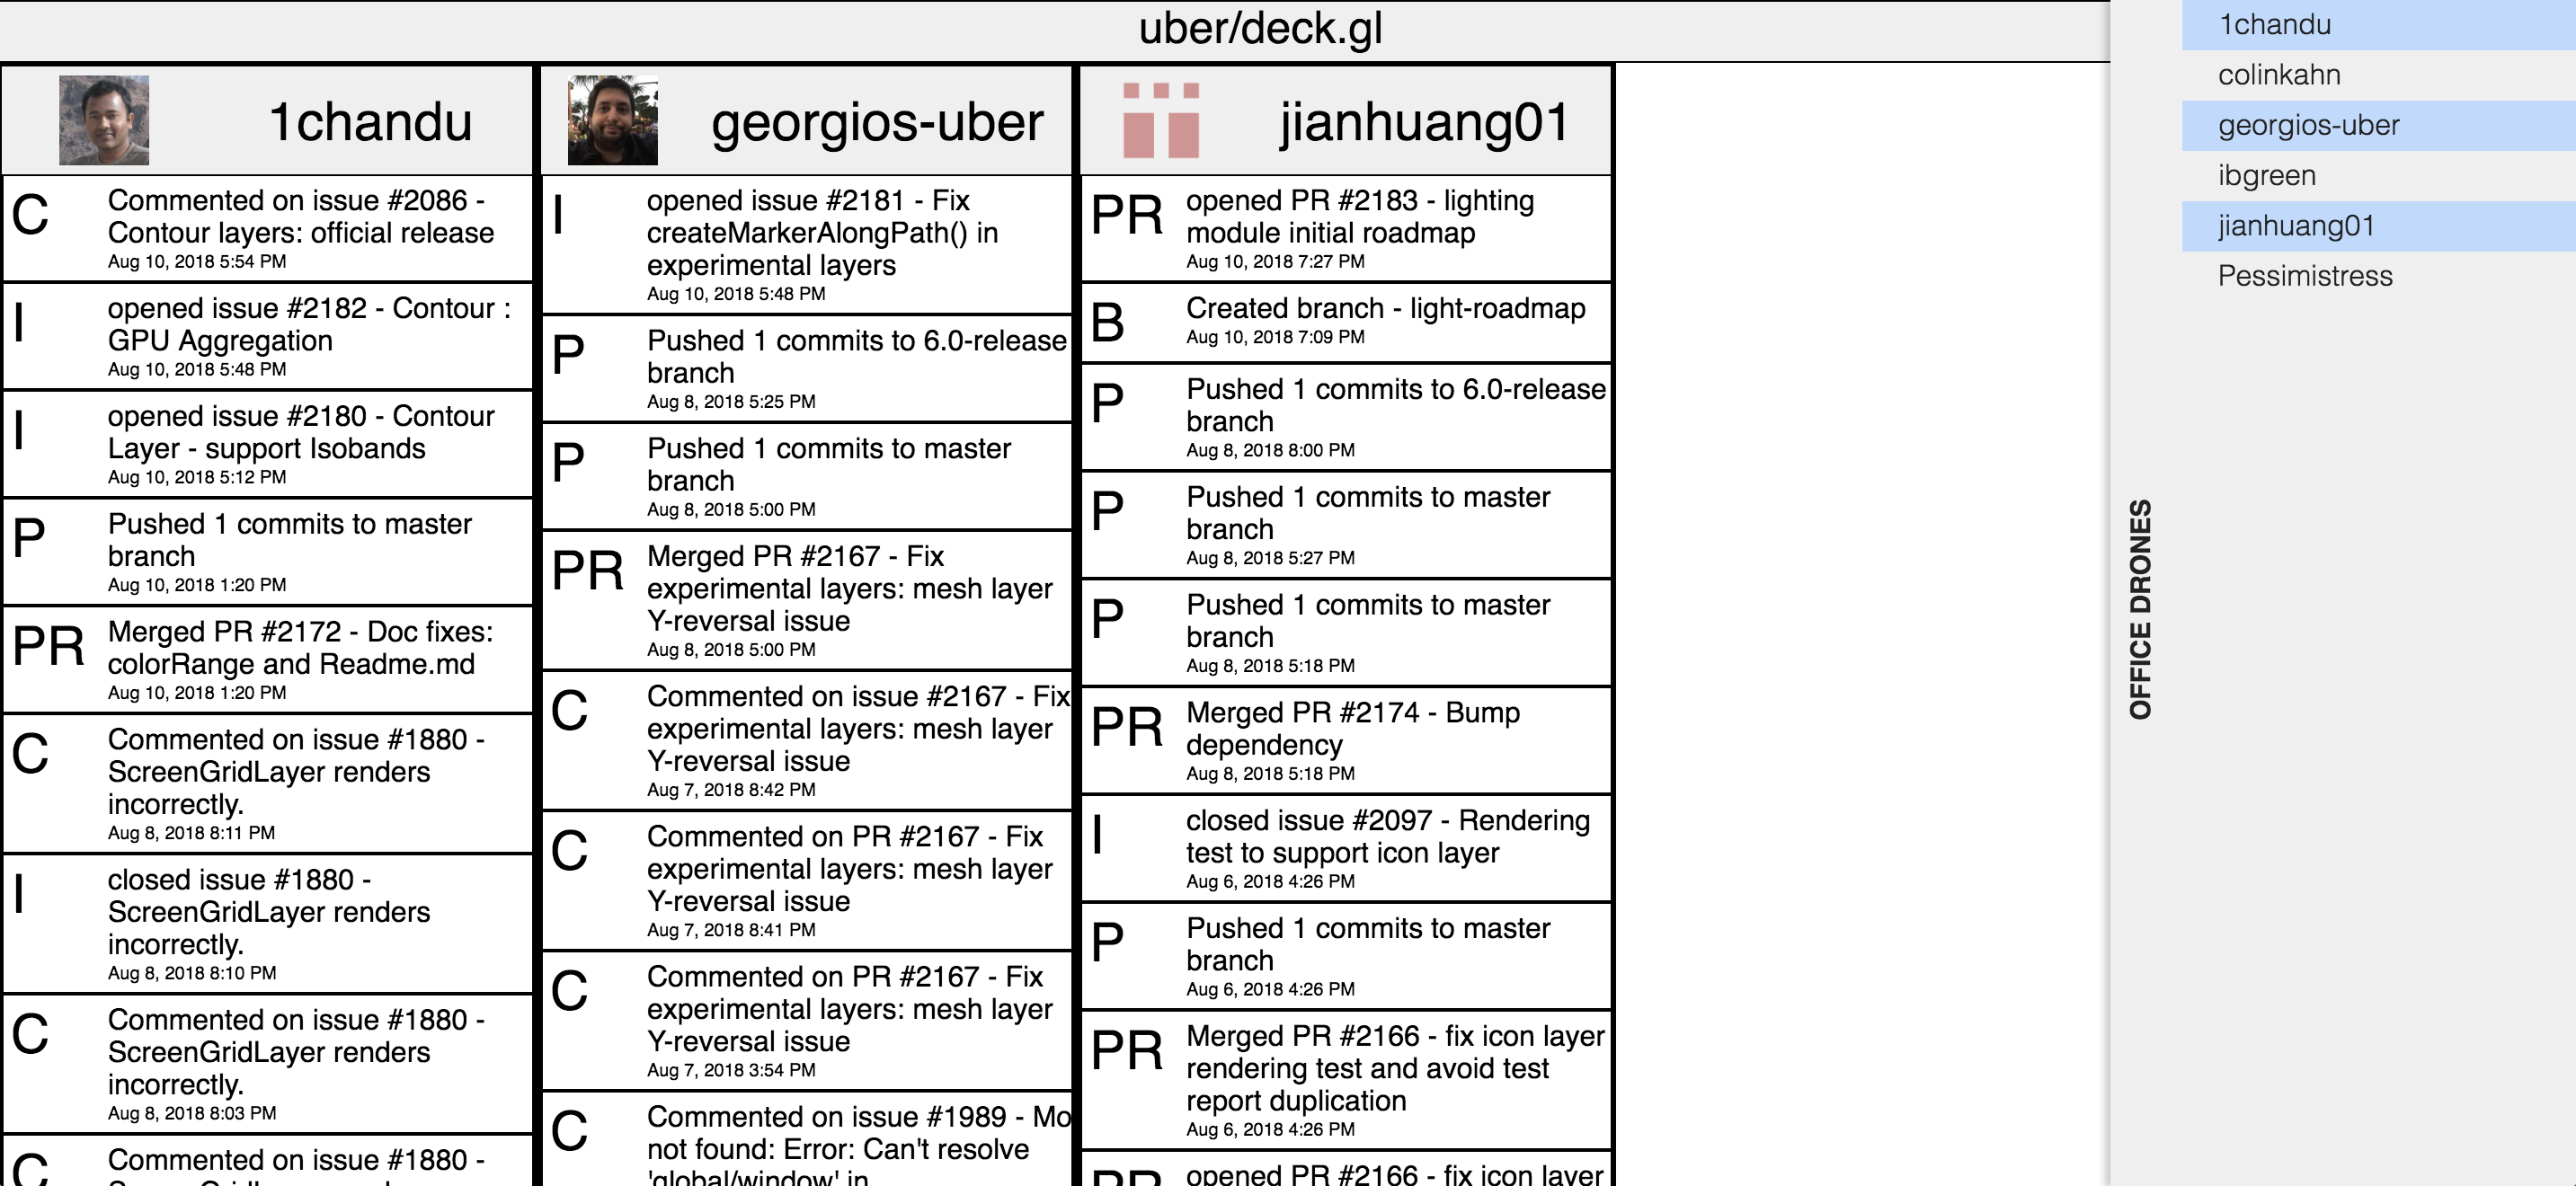 uber/deck.gl
1chandu
C
Commented on issue #2086 -
Contour layers: official release
Aug 10, 2018 5:54 PM
I
opened issue #2182 - Contour :
GPU Aggregation
Aug 10, 2018 5:48 PM
I
opened issue #2180 - Contour
Layer - support Isobands
Aug 10, 2018 5:12 PM
P
Pushed 1 commits to master
branch
Aug 10, 2018 1:20 PM
PR
Merged PR #2172 - Doc fixes:
colorRange and Readme.md
Aug 10, 2018 1:20 PM
C
Commented on issue #1880 -
ScreenGridLayer renders
incorrectly.
Aug 8, 2018 8:11 PM
I
closed issue #1880 -
ScreenGridLayer renders
incorrectly.
Aug 8, 2018 8:10 PM
C
Commented on issue #1880 -
ScreenGridLayer renders
incorrectly.
Aug 8, 2018 8:03 PM
C
Commented on issue #1880 -
georgios-uber
I
opened issue #2181 - Fix
createMarkerAlongPath() in
experimental layers
Aug 10, 2018 5:48 PM
P
Pushed 1 commits to 6.0-release
branch
Aug 8, 2018 5:25 PM
P
Pushed 1 commits to master
branch
Aug 8, 2018 5:00 PM
PR
Merged PR #2167 - Fix
experimental layers: mesh layer
Y-reversal issue
Aug 8, 2018 5:00 PM
C
Commented on issue #2167 - Fix
experimental layers: mesh layer
Y-reversal issue
Aug 7, 2018 8:42 PM
C
Commented on PR #2167 - Fix
experimental layers: mesh layer
Y-reversal issue
Aug 7, 2018 8:41 PM
C
Commented on PR #2167 - Fix
experimental layers: mesh layer
Y-reversal issue
Aug 7, 2018 3:54 PM
C
Commented on issue #1989 - Mo
not found: Error: Can't resolve
'global/window' in
jianhuang01
PR
opened PR #2183 - lighting
module initial roadmap
Aug 10, 2018 7:27 PM
B
Created branch - light-roadmap
Aug 10, 2018 7:09 PM
P
Pushed 1 commits to 6.0-release
branch
Aug 8, 2018 8:00 PM
P
Pushed 1 commits to master
branch
Aug 8, 2018 5:27 PM
P
Pushed 1 commits to master
branch
Aug 8, 2018 5:18 PM
PR
Merged PR #2174 - Bump
dependency
Aug 8, 2018 5:18 PM
I
closed issue #2097 - Rendering
test to support icon layer
Aug 6, 2018 4:26 PM
P
Pushed 1 commits to master
branch
Aug 6, 2018 4:26 PM
PR
Merged PR #2166 - fix icon layer
rendering test and avoid test
report duplication
Aug 6, 2018 4:26 PM
PR
opened PR #2166 - fix icon layer
OFFICE DRONES
1chandu
colinkahn
georgios-uber
ibgreen
jianhuang01
Pessimistress